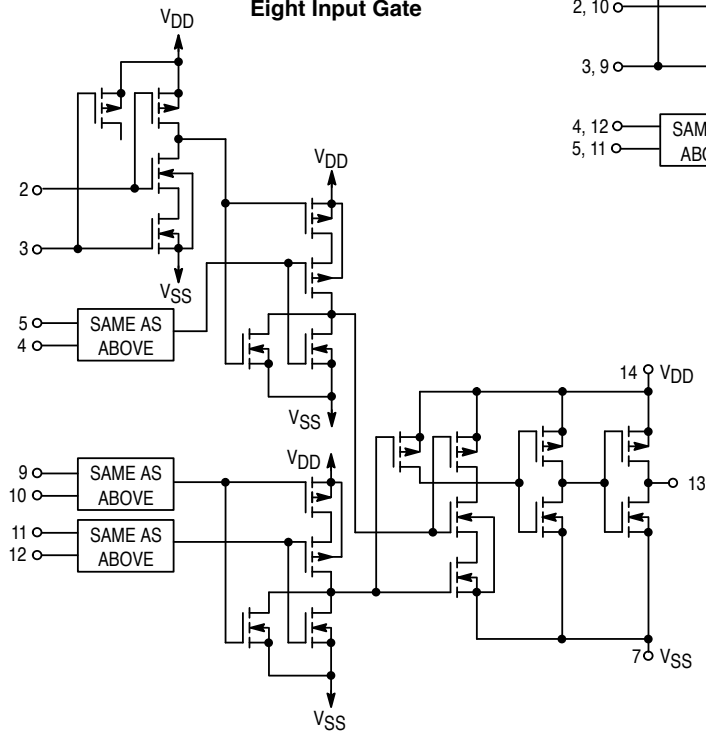 Eight Input Gate
VDD
2
3
VSS
5
4
SAME AS
ABOVE
VDD
VSS
9
10
SAME AS
ABOVE
11
12
SAME AS
ABOVE
VDD
VSS
14 VDD
13
7 VSS
2, 10
3, 9
4, 12
5, 11